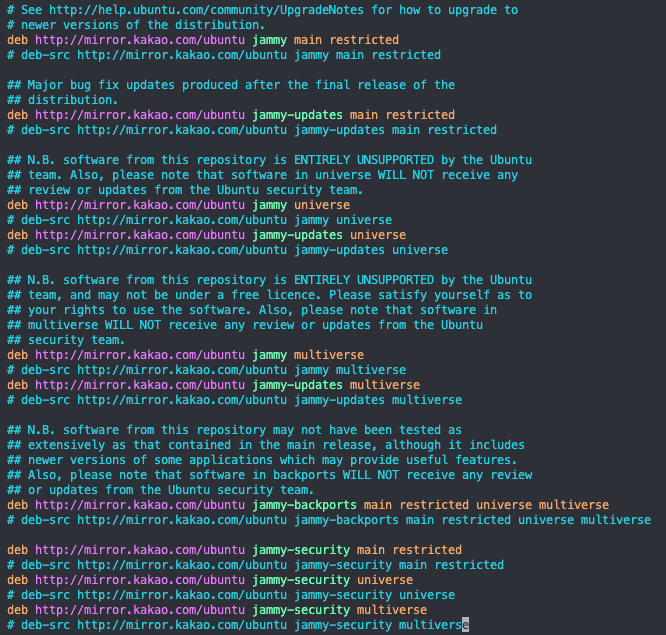 # See http://help.ubuntu.com/community/UpgradeNotes for how to upgrade to
# newer versions of the distribution.
deb http://mirror.kakao.com/ubuntu jammy main restricted
# deb-src http://mirror.kakao.com/ubuntu jammy main restricted

## Major bug fix updates produced after the final release of the
## distribution.
deb http://mirror.kakao.com/ubuntu jammy-updates main restricted
# deb-src http://mirror.kakao.com/ubuntu jammy-updates main restricted

## N.B. software from this repository is ENTIRELY UNSUPPORTED by the Ubuntu
## team. Also, please note that software in universe WILL NOT receive any
## review or updates from the Ubuntu security team.
deb http://mirror.kakao.com/ubuntu jammy universe
# deb-src http://mirror.kakao.com/ubuntu jammy universe
deb http://mirror.kakao.com/ubuntu jammy-updates universe
# deb-src http://mirror.kakao.com/ubuntu jammy-updates universe

## N.B. software from this repository is ENTIRELY UNSUPPORTED by the Ubuntu
## team, and may not be under a free licence. Please satisfy yourself as to
## your rights to use the software. Also, please note that software in
## multiverse WILL NOT receive any review or updates from the Ubuntu
## security team.
deb http://mirror.kakao.com/ubuntu jammy multiverse
# deb-src http://mirror.kakao.com/ubuntu jammy multiverse
deb http://mirror.kakao.com/ubuntu jammy-updates multiverse
# deb-src http://mirror.kakao.com/ubuntu jammy-updates multiverse

## N.B. software from this repository may not have been tested as
## extensively as that contained in the main release, although it includes
## newer versions of some applications which may provide useful features.
## Also, please note that software in backports WILL NOT receive any review
## or updates from the Ubuntu security team.
deb http://mirror.kakao.com/ubuntu jammy-backports main restricted universe multiverse
# deb-src http://mirror.kakao.com/ubuntu jammy-backports main restricted universe multiverse

deb http://mirror.kakao.com/ubuntu jammy-security main restricted
# deb-src http://mirror.kakao.com/ubuntu jammy-security main restricted
deb http://mirror.kakao.com/ubuntu jammy-security universe
# deb-src http://mirror.kakao.com/ubuntu jammy-security universe
deb http://mirror.kakao.com/ubuntu jammy-security multiverse
# deb-src http://mirror.kakao.com/ubuntu jammy-security multiverse